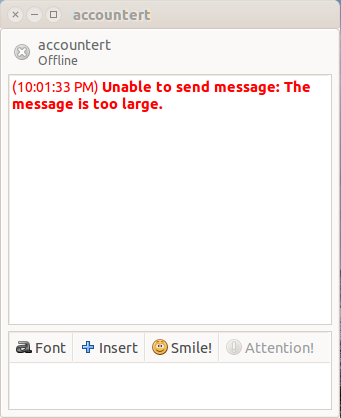 accountert
accountert
Offline
(10:01:33 PM) Unable to send message: The
message is too large.
Font Insert Smile! Attention!